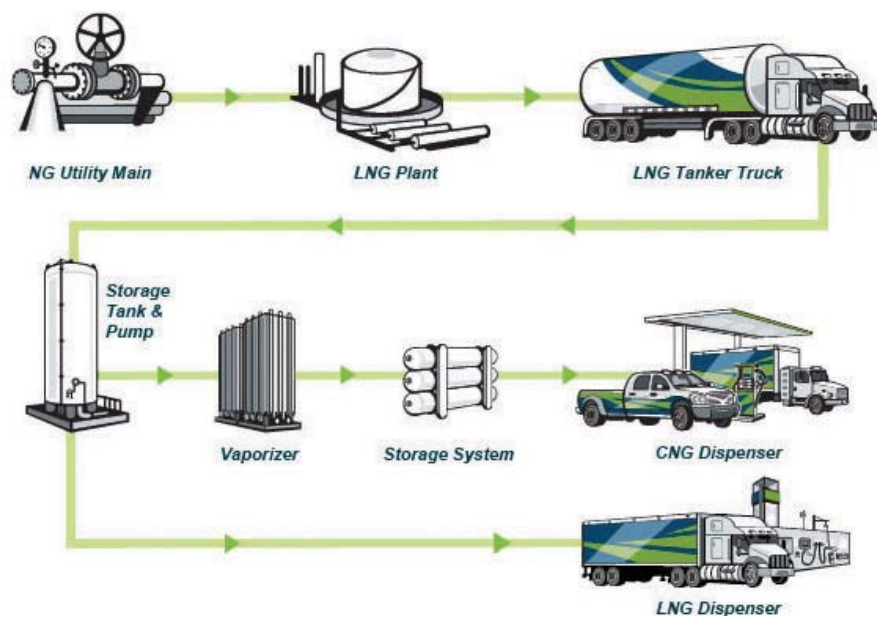 NG Utility Main
LNG Plant
LNG Tanker Truck
Storage
Tank &
Pump
Vaporizer
Storage System
CNG Dispenser
LNG Dispenser